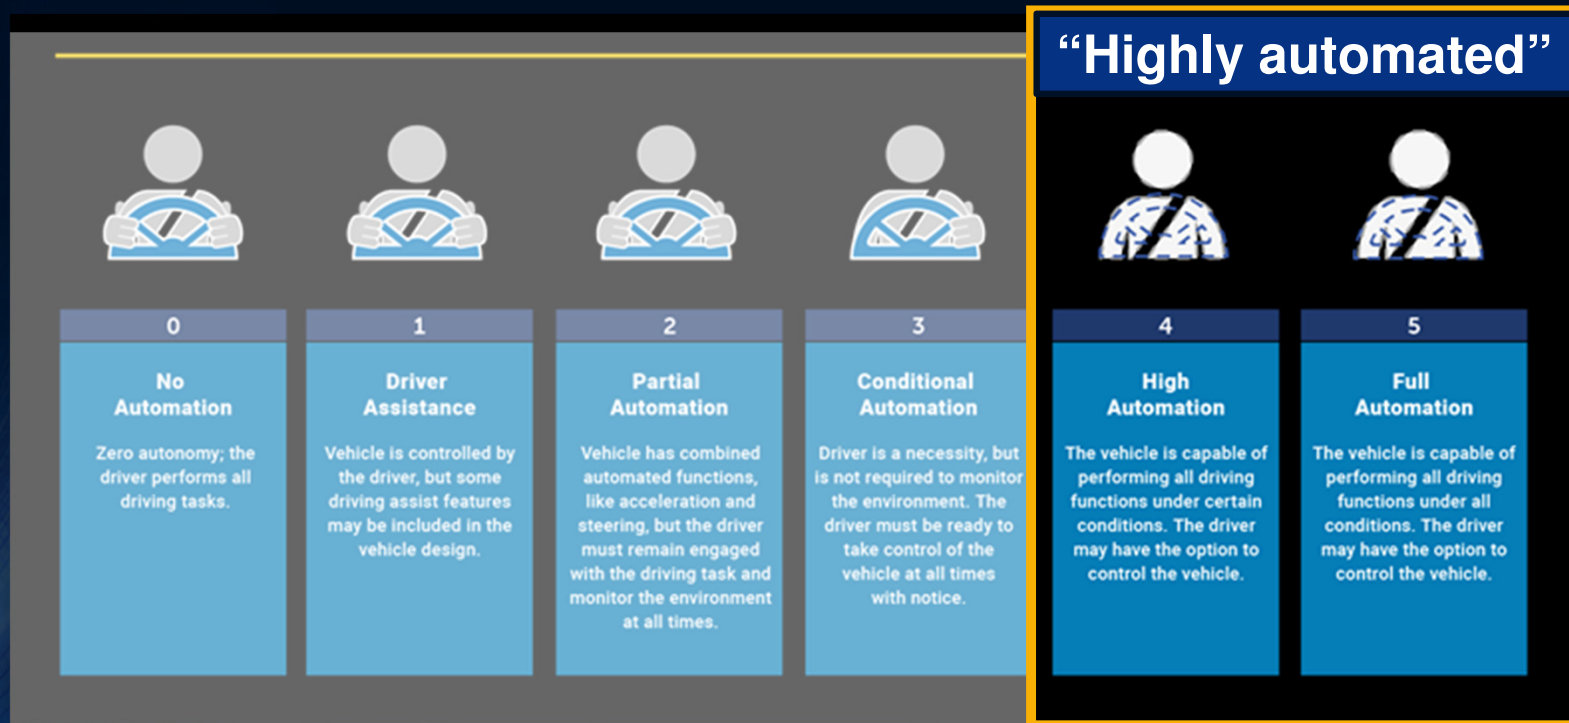 “Highly automated”
0
No
Automation
Zero autonomy; the
driver performs all
driving tasks.
1
Driver
Assistance
Vehicle is controlled by
the driver, but some
driving assist features
may be included in the
vehicle design.
2
Partial
Automation
Vehicle has combined
automated functions,
like acceleration and
steering, but the driver
must remain engaged
with the driving task and
monitor the environment
at all times.
3
Conditional
Automation
Driver is a necessity, but
is not required to monitor
the environment. The
driver must be ready to
take control of the
vehicle at all times
with notice.
4
High
Automation
The vehicle is capable of
performing all driving
functions under certain
conditions. The driver
may have the option to
control the vehicle.
5
Full
Automation
The vehicle is capable of
performing all driving
functions under all
conditions. The driver
may have the option to
control the vehicle.